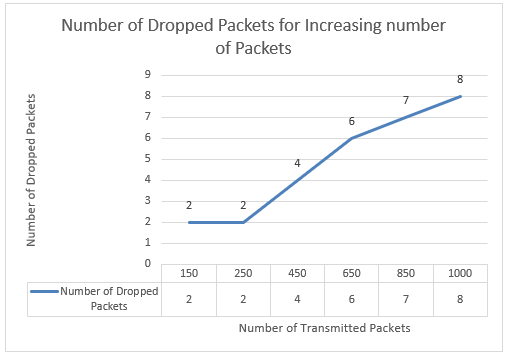 Number of Dropped Packets for Increasing number
of Packets
Number of Dropped Packets
9
8
7
6
5
4
3
2
1
0
2
2
4
6
7
8
150 250 450 650 850 1000
Number of Dropped
Packets
2 2 4 6 7 8
Number of Transmitted Packets